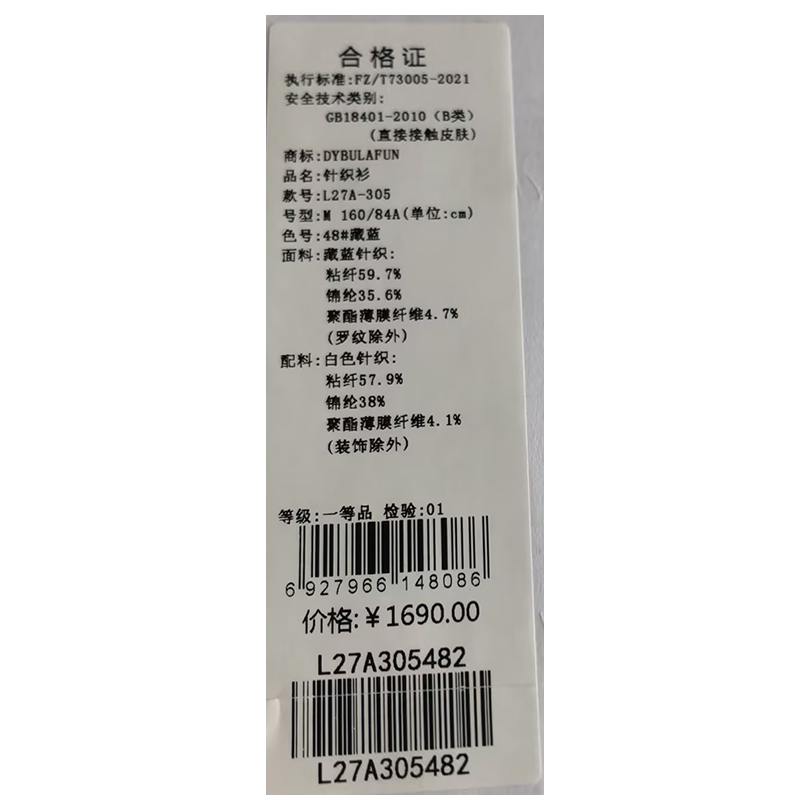 合格证
执行标准:FZ/T73005-2021
安全技术类别:
GB18401-2010（B类）
(直接接触皮肤)
商标:DYBULAFUN
品名:针织衫
款号:L27A-305
号型:M 160/84A(单位:cm)
色号:48#藏蓝
面料:藏蓝针织:
粘纤59.7%
锦纶35.6%
聚酯薄膜纤维4.7%
(罗纹除外)
配料:白色针织:
粘纤57.9%
锦纶38%
聚酯薄膜纤维4.1%
(装饰除外)
等级:一等品 检验:01
6 927966 148086
价格:￥1690.00
L27A305482
L27A305482